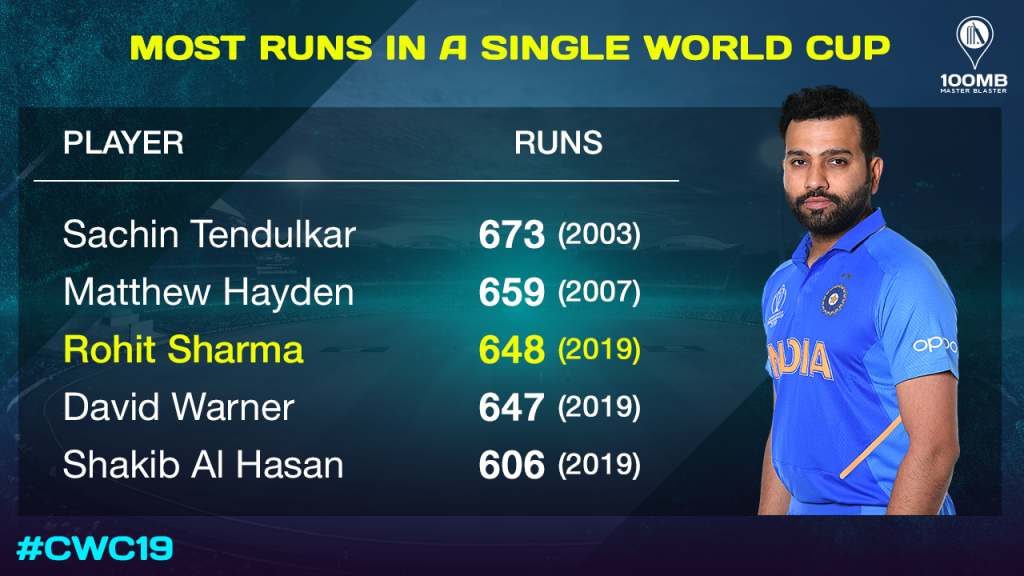 MOST RUNS IN A SINGLE WORLD CUP
100MB
MASTER BLASTER
PLAYER RUNS
Sachin Tendulkar 673 (2003)
Matthew Hayden 659 (2007)
Rohit Sharma 648 (2019)
David Warner 647 (2019)
Shakib Al Hasan 606 (2019)
oppo
INDIA
#CWC19